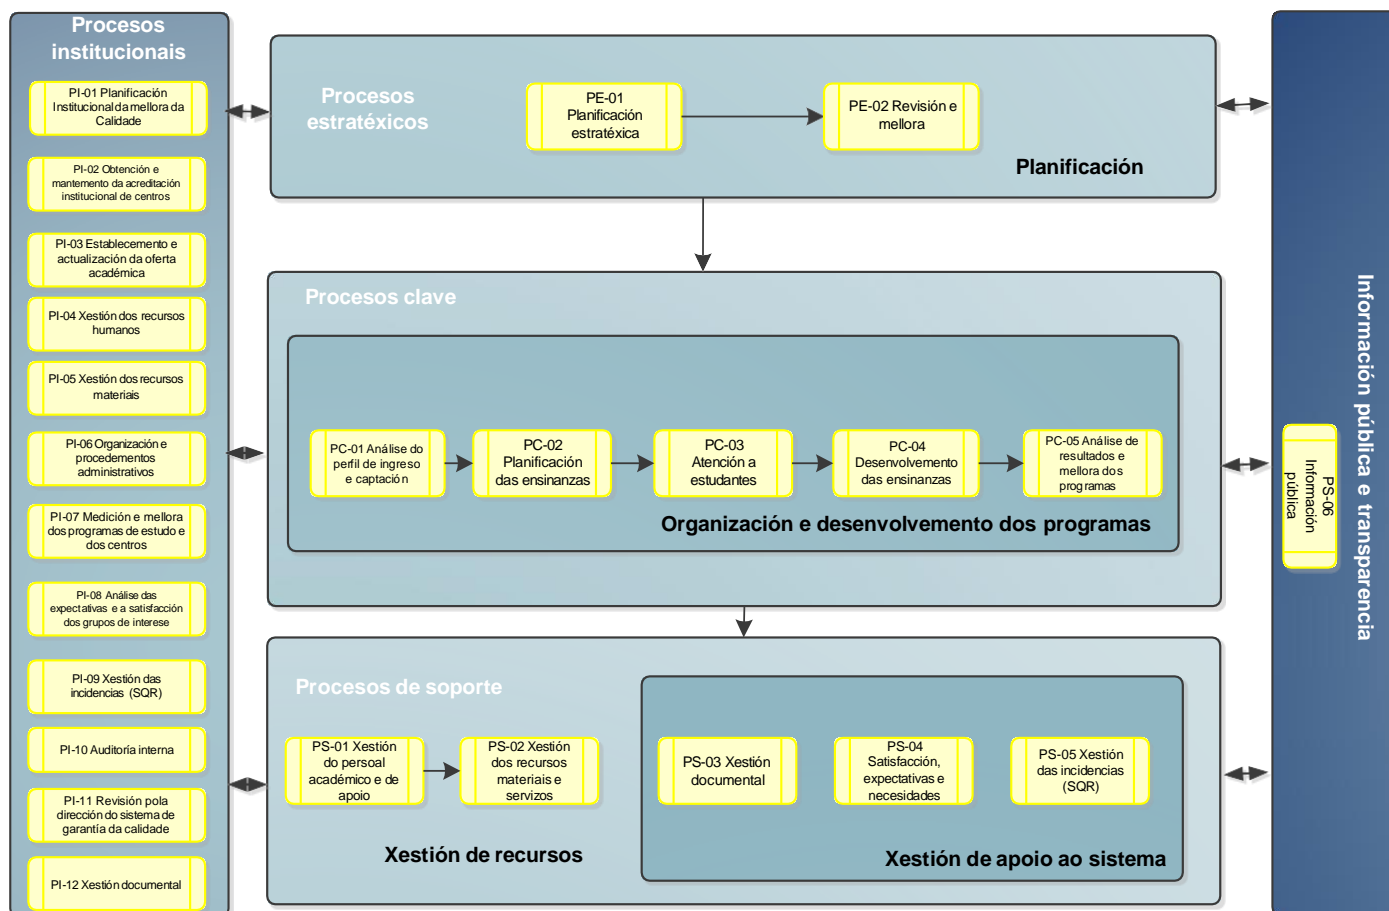 Procesos
institucionais
PI-01 Planificación
Institucional da mellora da
Calidade
PI-02 Obtención e
mantemento da acreditación
institucional de centros
PI-03 Establecemento e
actualización da oferta
académica
PI-04 Xestión dos recursos
humanos
PI-05 Xestión dos recursos
materiais
PI-06 Organización e
procedementos
administrativos
PI-07 Medición e mellora
dos programas de estudo e
dos centros
PI-08 Análise das
expectativas e a satisfacción
dos grupos de interese
PI-09 Xestión das
incidencias (SQR)
PI-10 Auditoría interna
PI-11 Revisión pola
dirección do sistema de
garantía da calidade
PI-12 Xestión documental
Procesos
estratéxicos
PE-01
Planificación
estratéxica
PE-02 Revisión e
mellora
Planificación
Procesos clave
PC-01 Análise do
perfil de ingreso
e captación
PC-02
Planificación
das ensinanzas
PC-03
Atención a
estudantes
PC-04
Desenvolvemento
das ensinanzas
PC-05 Análise de
resultados e
mellora dos
programas
Organización e desenvolvemento dos programas
Procesos de soporte
PS-01 Xestión
do persoal
académico e de
apoio
PS-02 Xestión
dos recursos
materiais e
servizos
Xestión de recursos
PS-03 Xestión
documental
PS-04
Satisfacción,
expectativas e
necesidades
PS-05 Xestión
das incidencias
(SQR)
Xestión de apoio ao sistema
Información pública e transparencia
PS-06
Información
pública